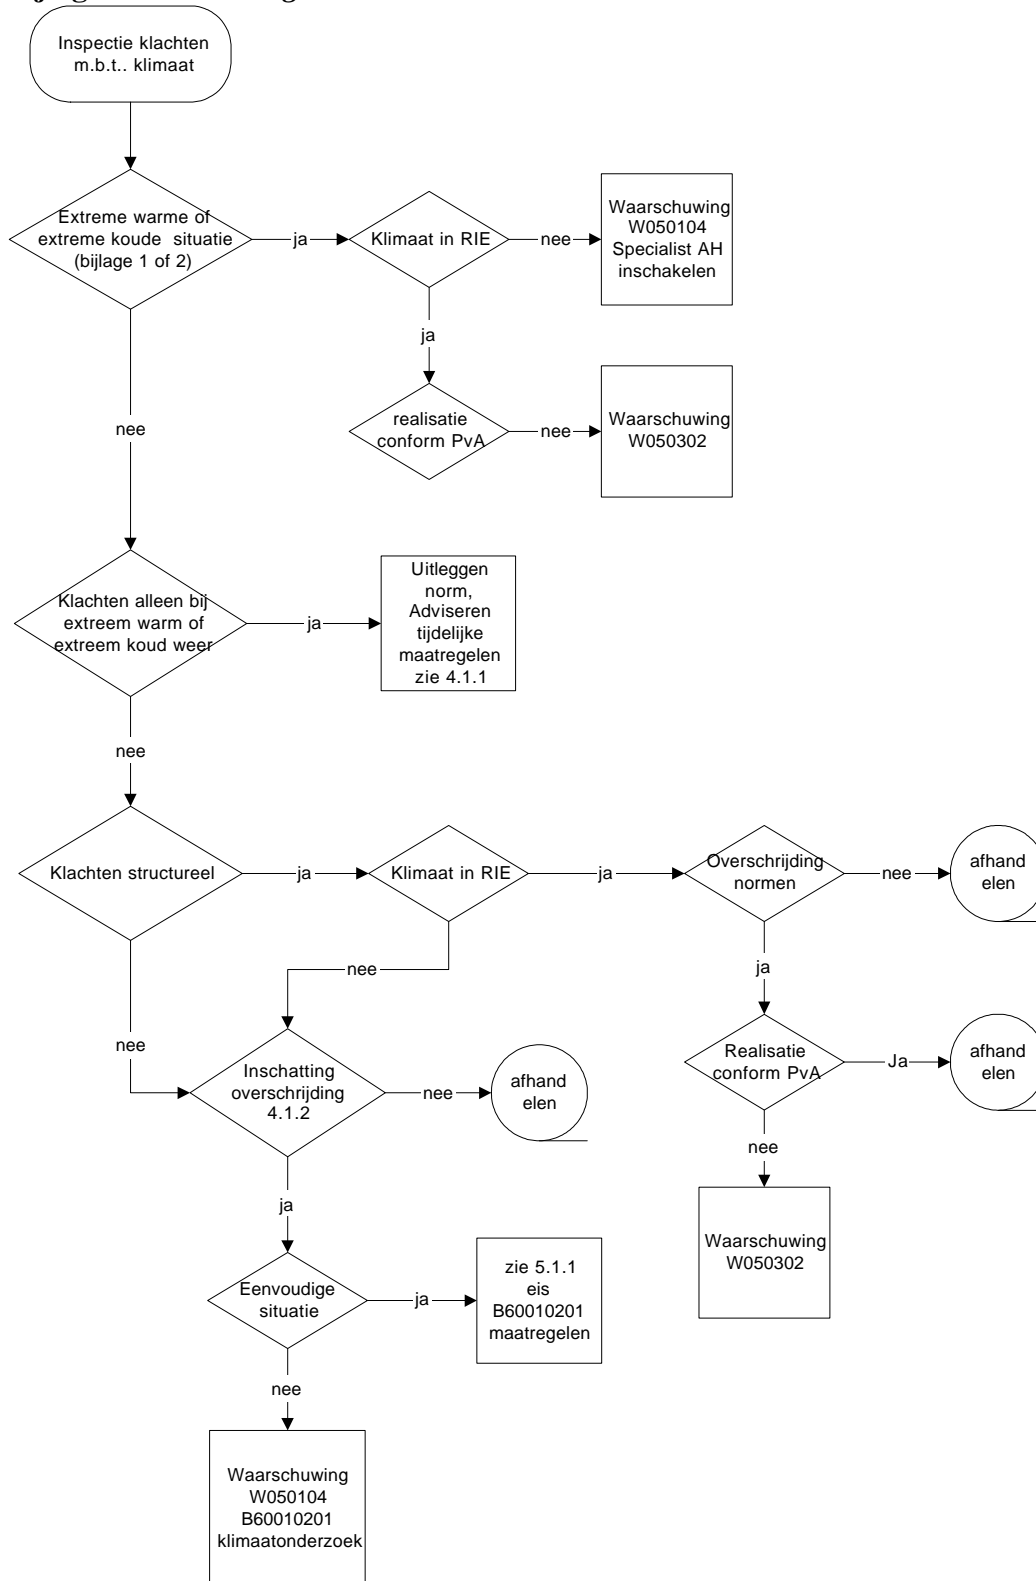 Inspectie klachten
m.b.t.. klimaat
Extreme warme of
extreme koude situatie
(bijlage 1 of 2)
ja
Klimaat in RIE
nee
Waarschuwing
W050104
Specialist AH
inschakelen
ja
nee
realisatie
conform PvA
nee
Waarschuwing
W050302
Klachten alleen bij
extreem warm of
extreem koud weer
ja
Uitleggen
norm,
Adviseren
tijdelijke
maatregelen
zie 4.1.1
nee
Klachten structureel
ja
Klimaat in RIE
ja
Overschrijding
normen
nee
afhand
elen
nee
ja
nee
Inschatting
overschrijding
4.1.2
nee
afhand
elen
Realisatie
conform PvA
Ja
afhand
elen
nee
Waarschuwing
W050302
ja
Eenvoudige
situatie
ja
zie 5.1.1
eis
B60010201
maatregelen
nee
Waarschuwing
W050104
B60010201
klimaatonderzoek